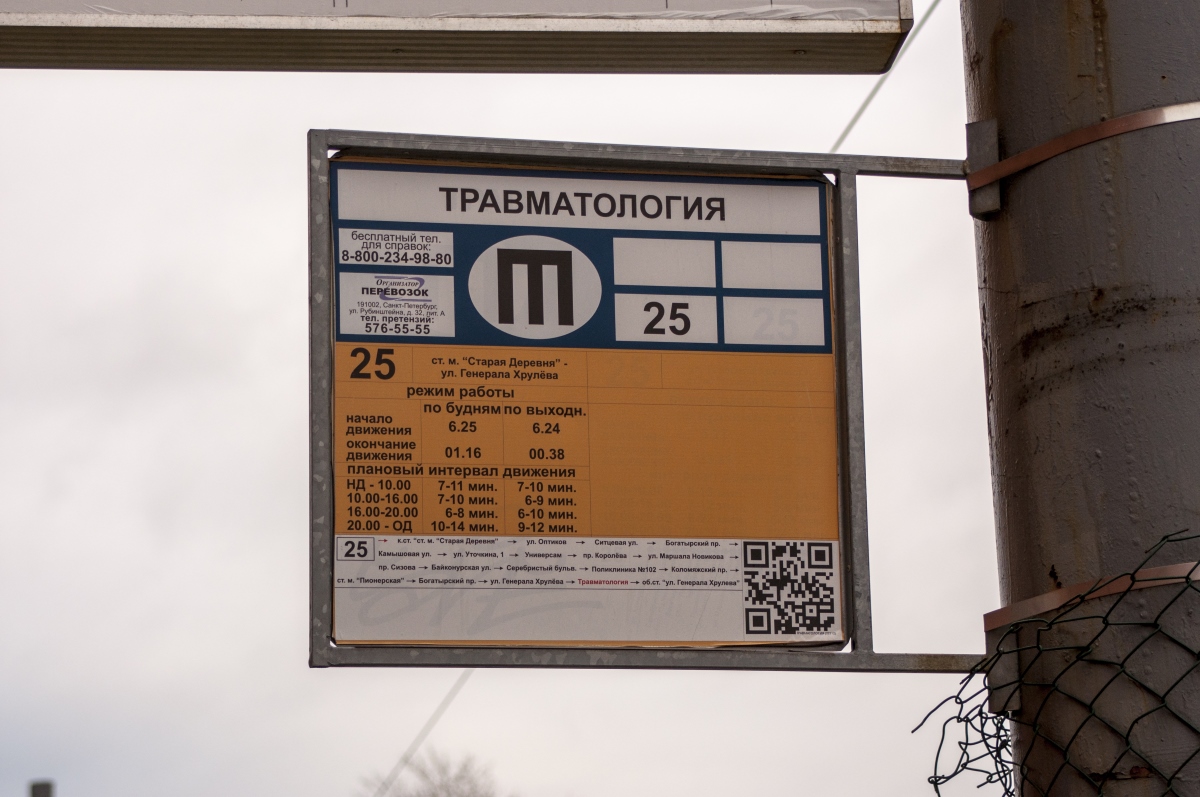 ТРАВМАТОЛОГИЯ
бесплатный тел.
для справок:
8-800-234-98-80
Организатор
ПЕРЕВОЗОК
191002, Санкт-Петербург,
ул. Рубинштейна, д. 32, лит. А
тел. претензий:
576-55-55
Ш
25
25
25 ст. м. "Старая Деревня" -
ул. Генерала Хрулёва
режим работы
по будням по выходн.
начало
движения 6.25 6.24
окончание
движения 01.16 00.38
плановый интервал движения
НД - 10.00 7-11 мин. 7-10 мин.
10.00-16.00 7-10 мин. 6-9 мин.
16.00-20.00 6-8 мин. 6-10 мин.
20.00 - ОД 10-14 мин. 9-12 мин.
25 → к.ст. "ст. м. "Старая Деревня" → ул. Оптиков → Ситцевая ул. → Богатырский пр. →
Камышовая ул. → ул. Уточкина, 1 → Универсам → пр. Королёва → ул. Маршала Новикова →
пр. Сизова → Байконурская ул. → Серебристый бульв. → Поликлиника №102 → Коломяжский пр. →
ст. м. "Пионерская" → Богатырский пр. → ул. Генерала Хрулёва → Травматология → об.ст. "ул. Генерала Хрулева"